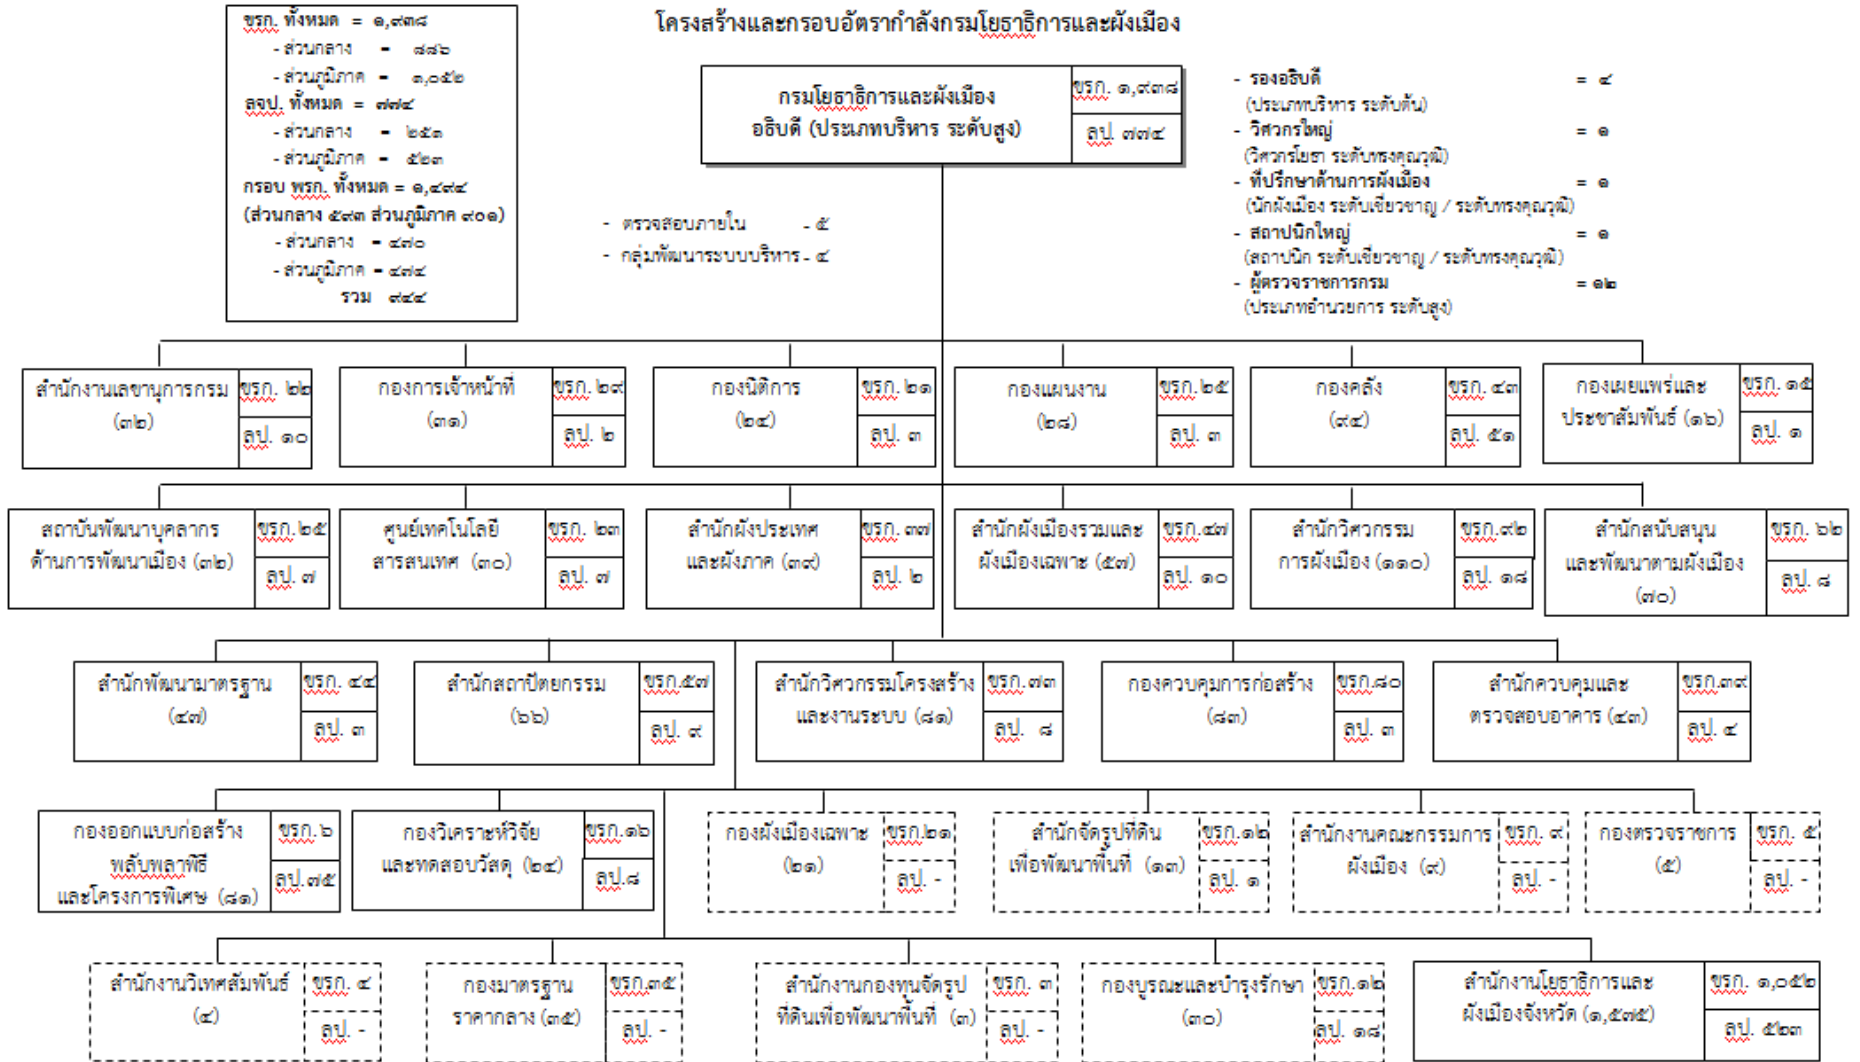 โครงสร้างและกรอบอัตรากำลังกรมโยธาธิการและผังเมือง
ขรก. ทั้งหมด = ๑,๙๓๘
- ส่วนกลาง = ๘๘๖
- ส่วนภูมิภาค = ๑,๐๕๒
ลจป. ทั้งหมด = ๗๗๔
- ส่วนกลาง = ๒๕๑
- ส่วนภูมิภาค = ๕๒๓
กรอบ พรก. ทั้งหมด = ๑,๔๙๔
(ส่วนกลาง ๕๙๓ ส่วนภูมิภาค ๙๐๑)
- ส่วนกลาง = ๔๗๐
- ส่วนภูมิภาค = ๔๗๔
รวม ๙๔๔
กรมโยธาธิการและผังเมือง
อธิบดี (ประเภทบริหาร ระดับสูง)
ขรก. ๑,๙๓๘
ลป. ๗๗๔
- ตรวจสอบภายใน - ๕
- กลุ่มพัฒนาระบบบริหาร - ๔
- รองอธิบดี = ๔
(ประเภทบริหาร ระดับต้น)
- วิศวกรใหญ่ = ๑
(วิศวกรโยธา ระดับทรงคุณวุฒิ)
- ที่ปรึกษาด้านการผังเมือง = ๑
(นักผังเมือง ระดับเชี่ยวชาญ / ระดับทรงคุณวุฒิ)
- สถาปนิกใหญ่ = ๑
(สถาปนิก ระดับเชี่ยวชาญ / ระดับทรงคุณวุฒิ)
- ผู้ตรวจราชการกรม = ๑๒
(ประเภทอำนวยการ ระดับสูง)
สำนักงานเลขานุการกรม
(๓๒)
ขรก. ๒๒
ลป. ๑๐
กองการเจ้าหน้าที่
(๓๑)
ขรก. ๒๙
ลป. ๒
กองนิติการ
(๒๔)
ขรก. ๒๑
ลป. ๓
กองแผนงาน
(๒๘)
ขรก. ๒๕
ลป. ๓
กองคลัง
(๙๔)
ขรก. ๔๓
ลป. ๕๑
กองเผยแพร่และ
ประชาสัมพันธ์ (๑๖)
ขรก. ๑๕
ลป. ๑
สถาบันพัฒนาบุคลากร
ด้านการพัฒนาเมือง (๓๒)
ขรก. ๒๕
ลป. ๗
ศูนย์เทคโนโลยี
สารสนเทศ (๓๐)
ขรก. ๒๓
ลป. ๗
สำนักผังประเทศ
และผังภาค (๓๙)
ขรก. ๓๗
ลป. ๒
สำนักผังเมืองรวมและ
ผังเมืองเฉพาะ (๕๗)
ขรก.๔๗
ลป. ๑๐
สำนักวิศวกรรม
การผังเมือง (๑๑๐)
ขรก.๙๒
ลป. ๑๘
สำนักสนับสนุน
และพัฒนาตามผังเมือง
(๗๐)
ขรก. ๖๒
ลป. ๘
สำนักพัฒนามาตรฐาน
(๔๗)
ขรก. ๔๔
ลป. ๓
สำนักสถาปัตยกรรม
(๖๖)
ขรก.๕๗
ลป. ๙
สำนักวิศวกรรมโครงสร้าง
และงานระบบ (๘๑)
ขรก.๗๓
ลป. ๘
กองควบคุมการก่อสร้าง
(๘๓)
ขรก.๘๐
ลป. ๓
สำนักควบคุมและ
ตรวจสอบอาคาร (๔๓)
ขรก.๓๙
ลป. ๔
กองออกแบบก่อสร้าง
พลับพลาพิธี
และโครงการพิเศษ (๘๑)
ขรก.๖
ลป.๗๕
กองวิเคราะห์วิจัย
และทดสอบวัสดุ (๒๔)
ขรก.๑๖
ลป.๘
กองผังเมืองเฉพาะ
(๒๑)
ขรก.๒๑
ลป. -
สำนักจัดรูปที่ดิน
เพื่อพัฒนาพื้นที่ (๑๓)
ขรก.๑๒
ลป. ๑
สำนักงานคณะกรรมการ
ผังเมือง (๙)
ขรก. ๙
ลป. -
กองตรวจราชการ
(๕)
ขรก. ๕
ลป. -
สำนักงานวิเทศสัมพันธ์
(๔)
ขรก. ๔
ลป. -
กองมาตรฐาน
ราคากลาง (๓๕)
ขรก.๓๕
ลป. -
สำนักงานกองทุนจัดรูป
ที่ดินเพื่อพัฒนาพื้นที่ (๓)
ขรก. ๓
ลป. -
กองบูรณะและบำรุงรักษา
(๓๐)
ขรก.๑๒
ลป. ๑๘
สำนักงานโยธาธิการและ
ผังเมืองจังหวัด (๑,๕๗๕)
ขรก. ๑,๐๕๒
ลป. ๕๒๓